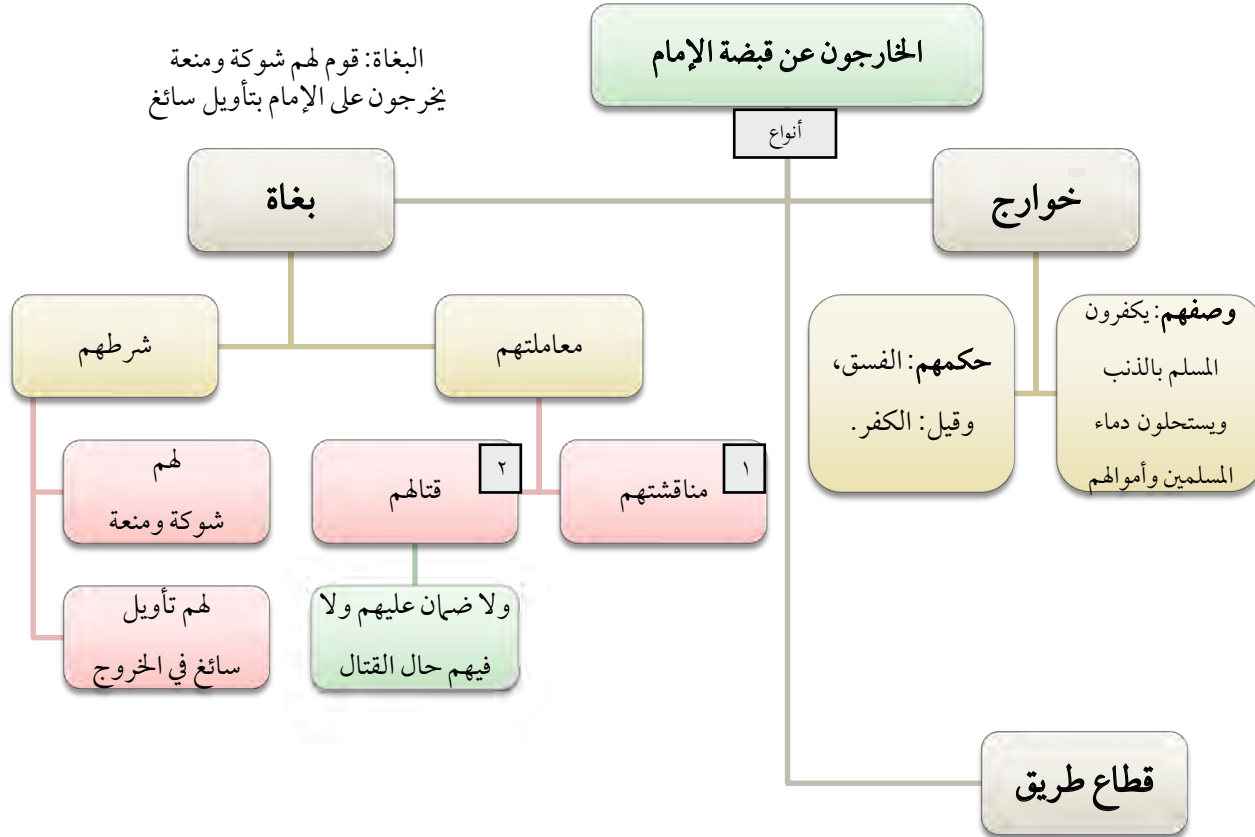 الخارجون عن قبضة الإمام
أنواع
البغاة: قوم لهم شوكة ومنعة
يخرجون على الإمام بتأويل سائغ
خوارج
وصفهم: يكفرون
المسلم بالذنب
ويستحلون دماء
المسلمين وأموالهم
حكمهم: الفسق،
وقيل: الكفر.
بغاة
معاملتهم
١
مناقشتهم
٢
قتالهم
ولا ضمان عليهم ولا
فيهم حال القتال
شرطهم
لهم
شوكة ومنعة
لهم تأويل
سائغ في الخروج
قطاع طريق